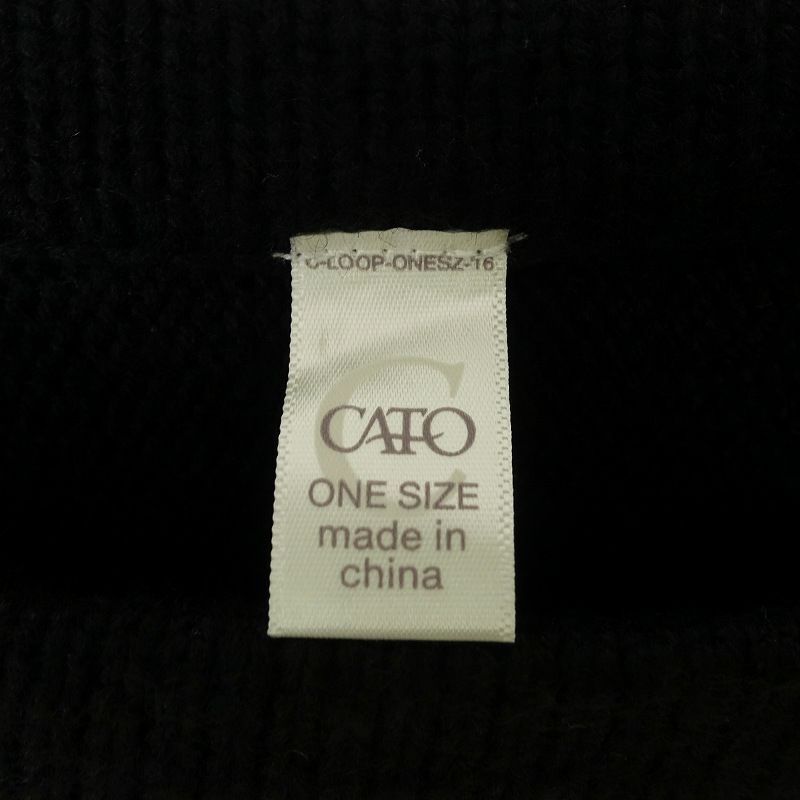 C-LOOP-ONESZ-16
C
CATO
ONE SIZE
made in
china